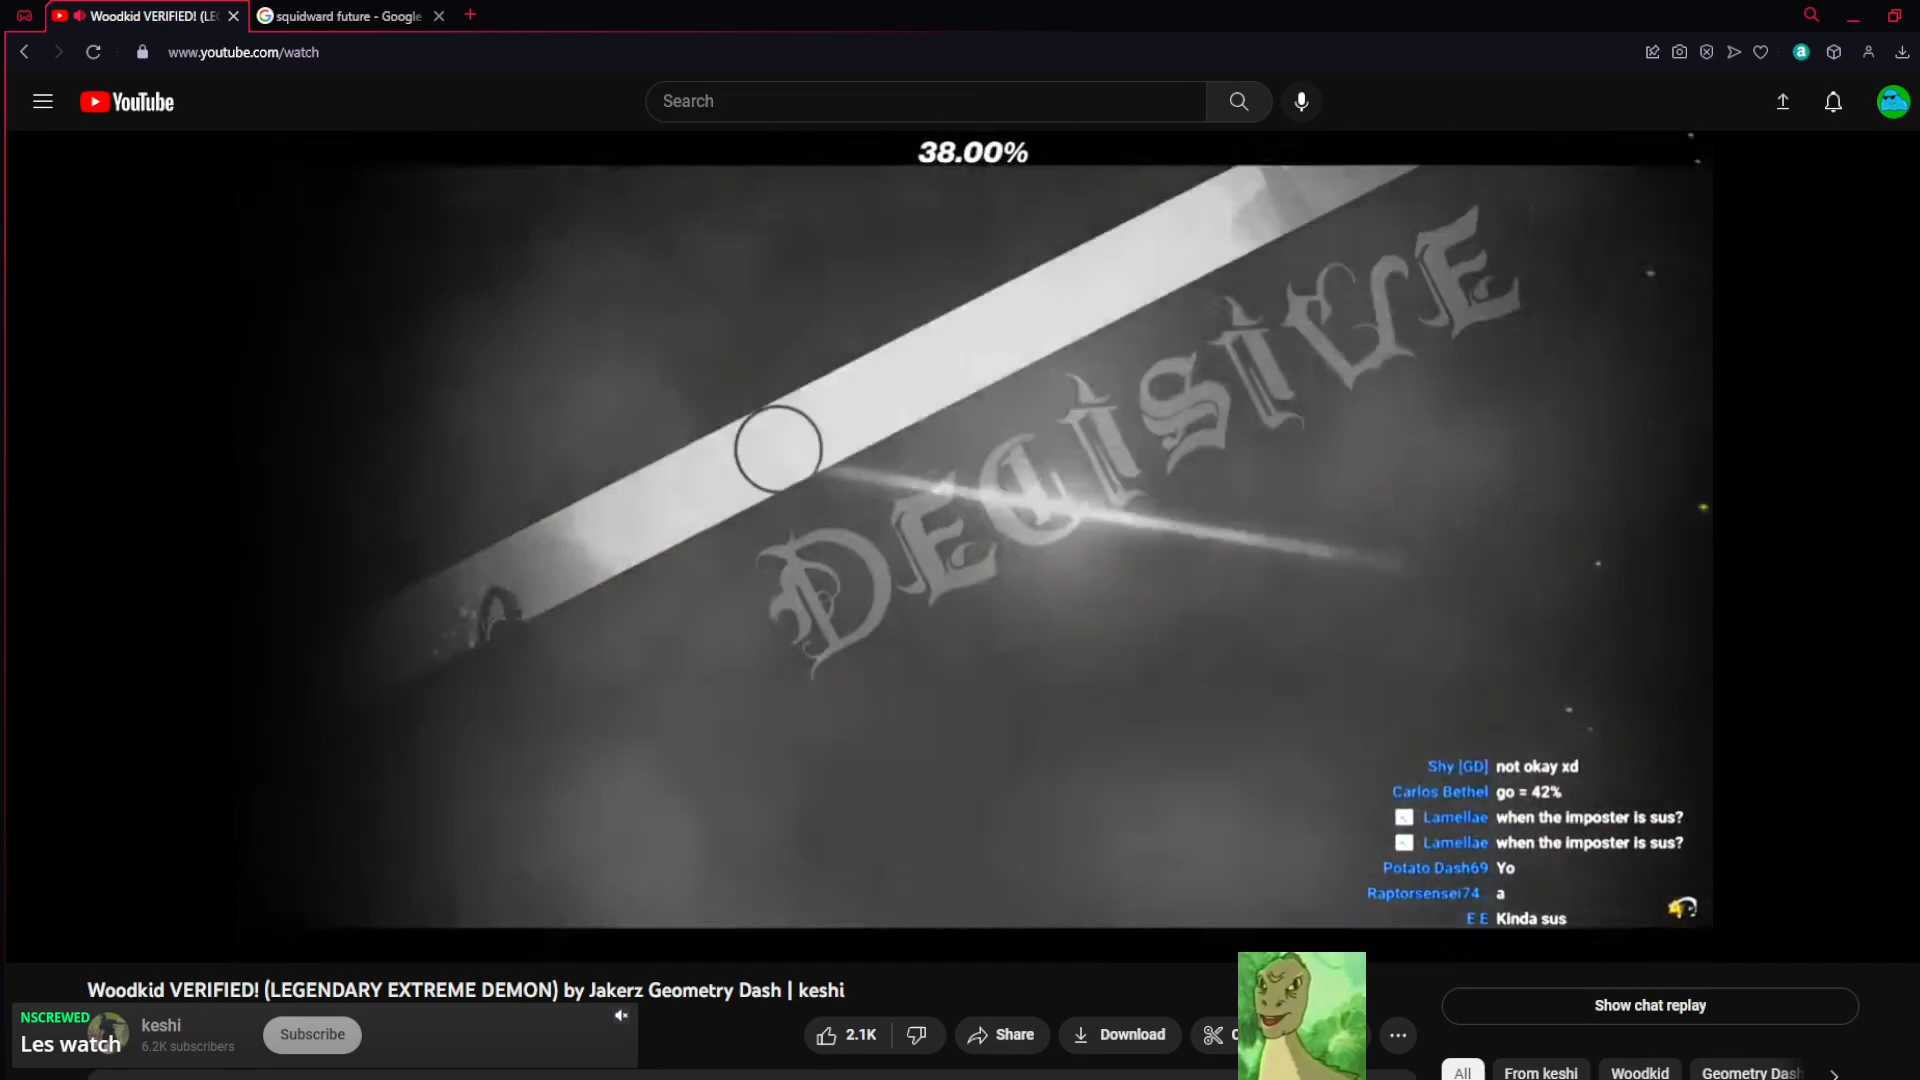 Woodkid VERIFIED! (LE
squidward future - Google
www.youtube.com/watch
YouTube
Search
38.00%
DECISIVE
Shy [GD] not okay xd
Carlos Bethel go = 42%
Lamellae when the imposter is sus?
Lamellae when the imposter is sus?
Potato Dash69 Yo
Raptorsensei74 a
E E Kinda sus
Woodkid VERIFIED! (LEGENDARY EXTREME DEMON) by Jakerz Geometry Dash | keshi
NSCREWED
Les watch
keshi
6.2K subscribers
Subscribe
2.1K
Share
Download
C
Show chat replay
All
From keshi
Woodkid
Geometry Dash